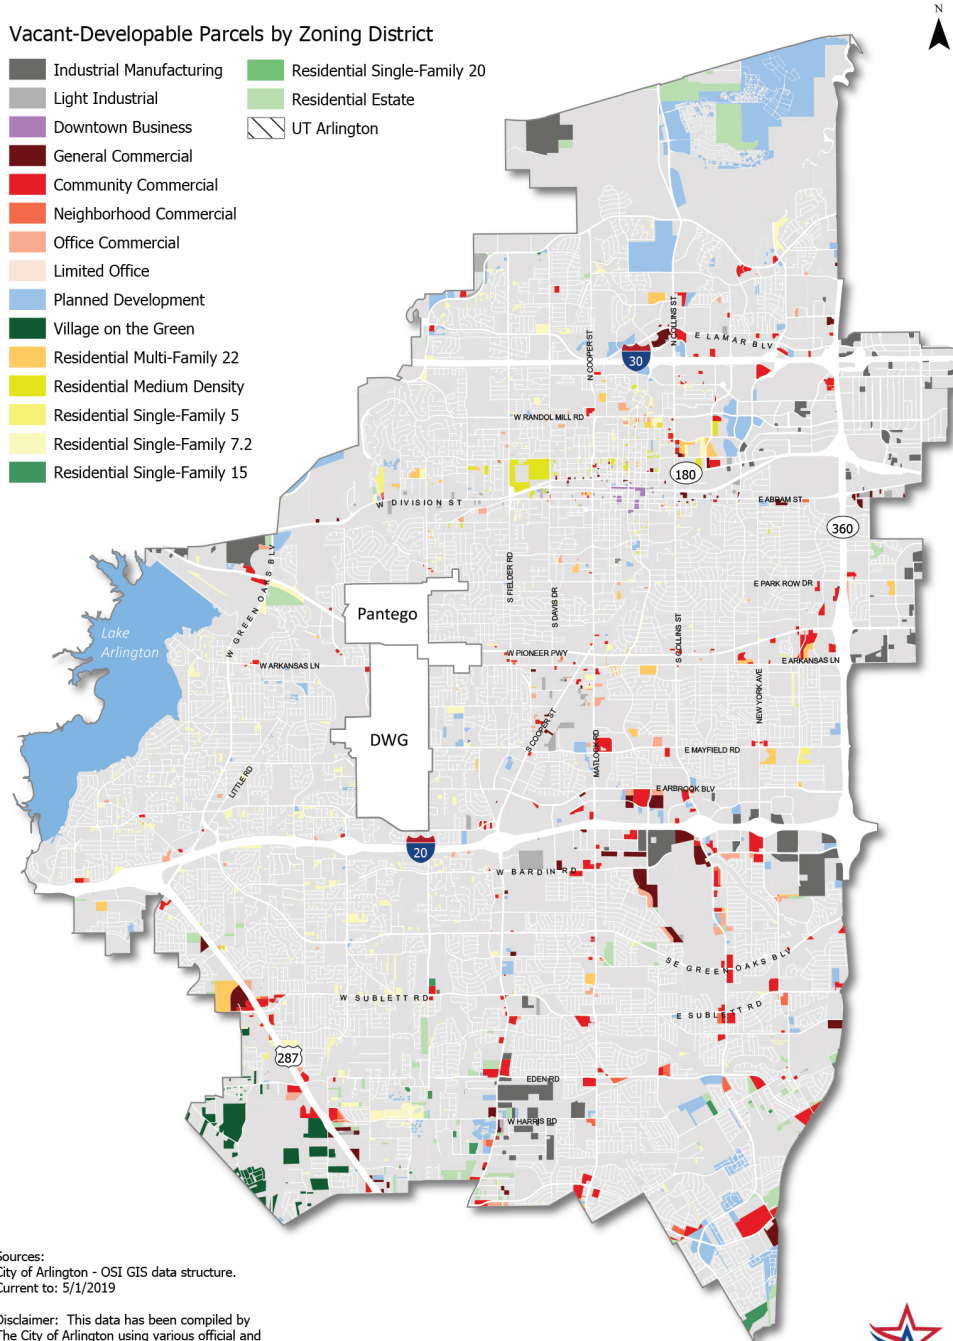 N
Vacant-Developable Parcels by Zoning District
Industrial Manufacturing
Light Industrial
Downtown Business
General Commercial
Community Commercial
Neighborhood Commercial
Office Commercial
Limited Office
Planned Development
Village on the Green
Residential Multi-Family 22
Residential Medium Density
Residential Single-Family 5
Residential Single-Family 7.2
Residential Single-Family 15
Residential Single-Family 20
Residential Estate
UT Arlington
N COLLINS ST
N COOPER ST
E LAMAR BLV
30
W RANDOL MILL RD
180
W DIVISION ST
E ABRAM ST
360
W GREEN OAKS BLV
S FIELDER RD
S DAVIS DR
E PARK ROW DR
Pantego
S COLLINS ST
Lake
Arlington
W PIONEER PWY
W ARKANSAS LN
E ARKANSAS LN
NEW YORK AVE
S COOPER ST
DWG
MATLOCK RD
E MAYFIELD RD
LITTLE RD
E ARBROOK BLV
20
W BARDIN RD
SE GREEN OAKS BLV
W SUBLETT RD
E SUBLETT RD
287
EDEN RD
W HARRIS RD
Sources:
City of Arlington - OSI GIS data structure.
Current to: 5/1/2019
Disclaimer: This data has been compiled by
The City of Arlington using various official and